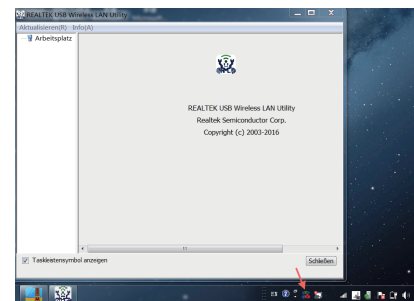 REALTEK USB Wireless LAN Utility
Aktualisieren(R) Info(A)
Arbeitsplatz
REALTEK USB Wireless LAN Utility
Realtek Semiconductor Corp.
Copyright (c) 2003-2016
Taskleistensymbol anzeigen
Schließen